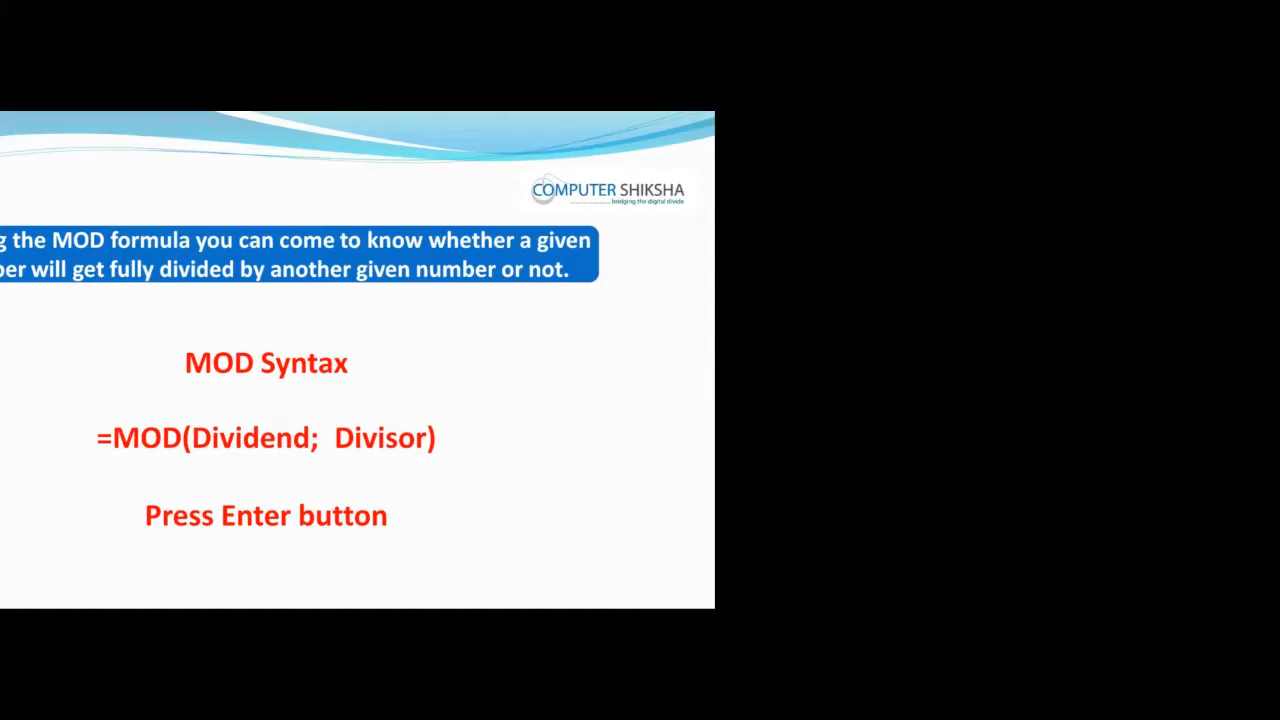 COMPUTER SHIKSHA
bridging the digital divide
the MOD formula you can come to know whether a given
will get fully divided by another given number or not.
MOD Syntax
=MOD(Dividend; Divisor)
Press Enter button